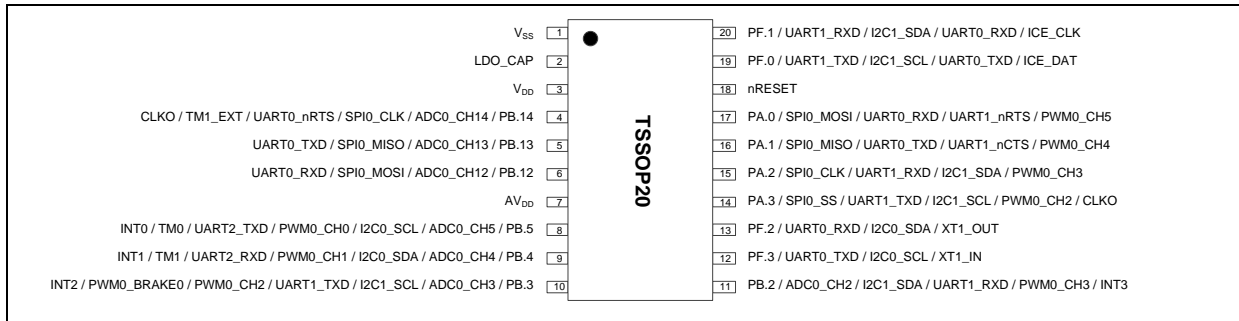 V_SS 1
LDO_CAP 2
V_DD 3
CLKO / TM1_EXT / UART0_nRTS / SPI0_CLK / ADC0_CH14 / PB.14 4
UART0_TXD / SPI0_MISO / ADC0_CH13 / PB.13 5
UART0_RXD / SPI0_MOSI / ADC0_CH12 / PB.12 6
AV_DD 7
INT0 / TM0 / UART2_TXD / PWM0_CH0 / I2C0_SCL / ADC0_CH5 / PB.5 8
INT1 / TM1 / UART2_RXD / PWM0_CH1 / I2C0_SDA / ADC0_CH4 / PB.4 9
INT2 / PWM0_BRAKE0 / PWM0_CH2 / UART1_TXD / I2C1_SCL / ADC0_CH3 / PB.3 10
TSSOP20
20 PF.1 / UART1_RXD / I2C1_SDA / UART0_RXD / ICE_CLK
19 PF.0 / UART1_TXD / I2C1_SCL / UART0_TXD / ICE_DAT
18 nRESET
17 PA.0 / SPI0_MOSI / UART0_RXD / UART1_nRTS / PWM0_CH5
16 PA.1 / SPI0_MISO / UART0_TXD / UART1_nCTS / PWM0_CH4
15 PA.2 / SPI0_CLK / UART1_RXD / I2C1_SDA / PWM0_CH3
14 PA.3 / SPI0_SS / UART1_TXD / I2C1_SCL / PWM0_CH2 / CLKO
13 PF.2 / UART0_RXD / I2C0_SDA / XT1_OUT
12 PF.3 / UART0_TXD / I2C0_SCL / XT1_IN
11 PB.2 / ADC0_CH2 / I2C1_SDA / UART1_RXD / PWM0_CH3 / INT3